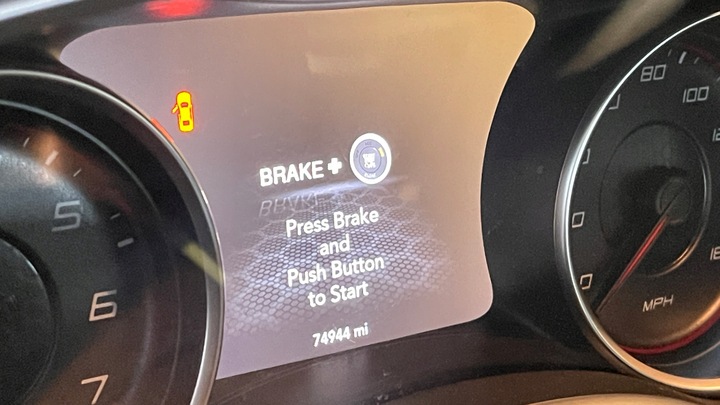 BRAKE +
Press Brake
and
Push Button
to Start
74944 mi
5
6
7
80
100
MPH